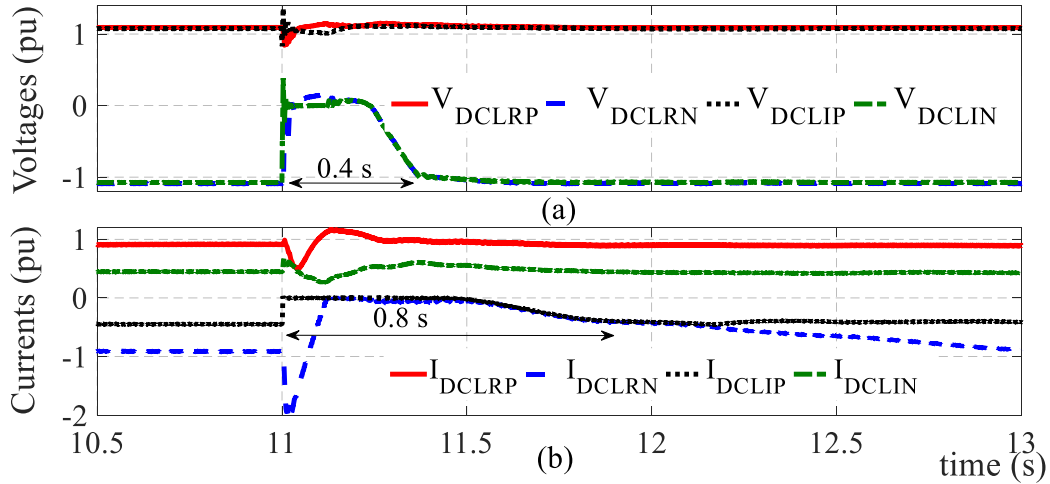 Voltages (pu)
1
0
-1
V_DCLRP V_DCLRN V_DCLIP V_DCLIN
0.4 s
(a)
Currents (pu)
1
0
-1
-2
0.8 s
I_DCLRP I_DCLRN I_DCLIP I_DCLIN
10.5 11 11.5 12 12.5 13
(b)
time (s)